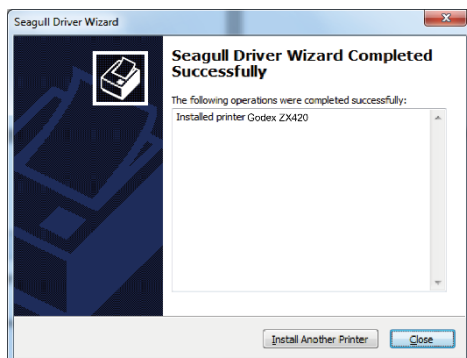 Seagull Driver Wizard
Seagull Driver Wizard Completed
Successfully
The following operations were completed successfully:
Installed printer Godex ZX420
Install Another Printer
Close